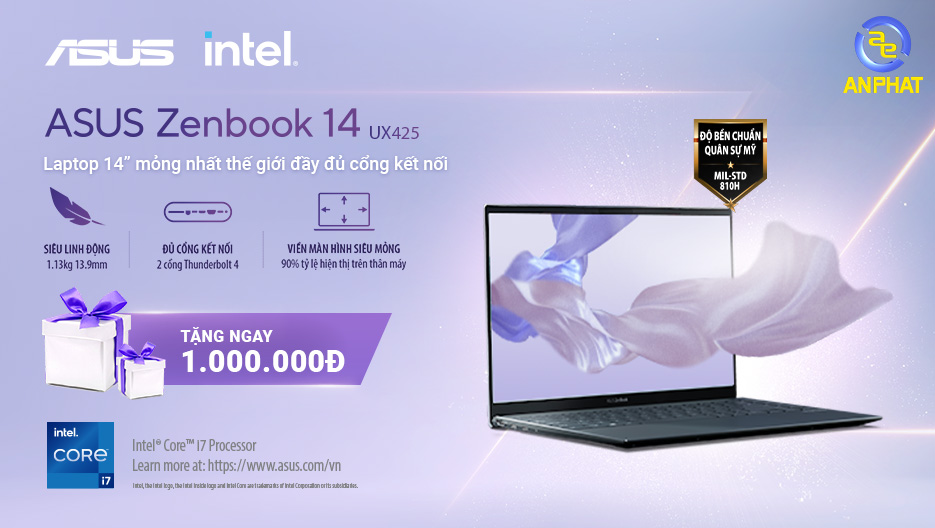 ASUS intel.
ae
ANPHAT
ASUS Zenbook 14 UX425
Laptop 14” mỏng nhất thế giới đầy đủ cổng kết nối
ĐỘ BỀN CHUẨN
QUÂN SỰ MỸ
MIL-STD
810H
SIÊU LINH ĐỘNG
1.13kg 13.9mm
ĐỦ CỔNG KẾT NỐI
2 cổng Thunderbolt 4
VIỀN MÀN HÌNH SIÊU MỎNG
90% tỷ lệ hiện thị trên thân máy
TẶNG NGAY
1.000.000Đ
intel.
CORE
i7
Intel® Core™ i7 Processor
Learn more at: https://www.asus.com/vn
Intel, the Intel logo, the Intel Inside logo and Intel Core are trademarks of Intel Corporation or its subsidiaries.